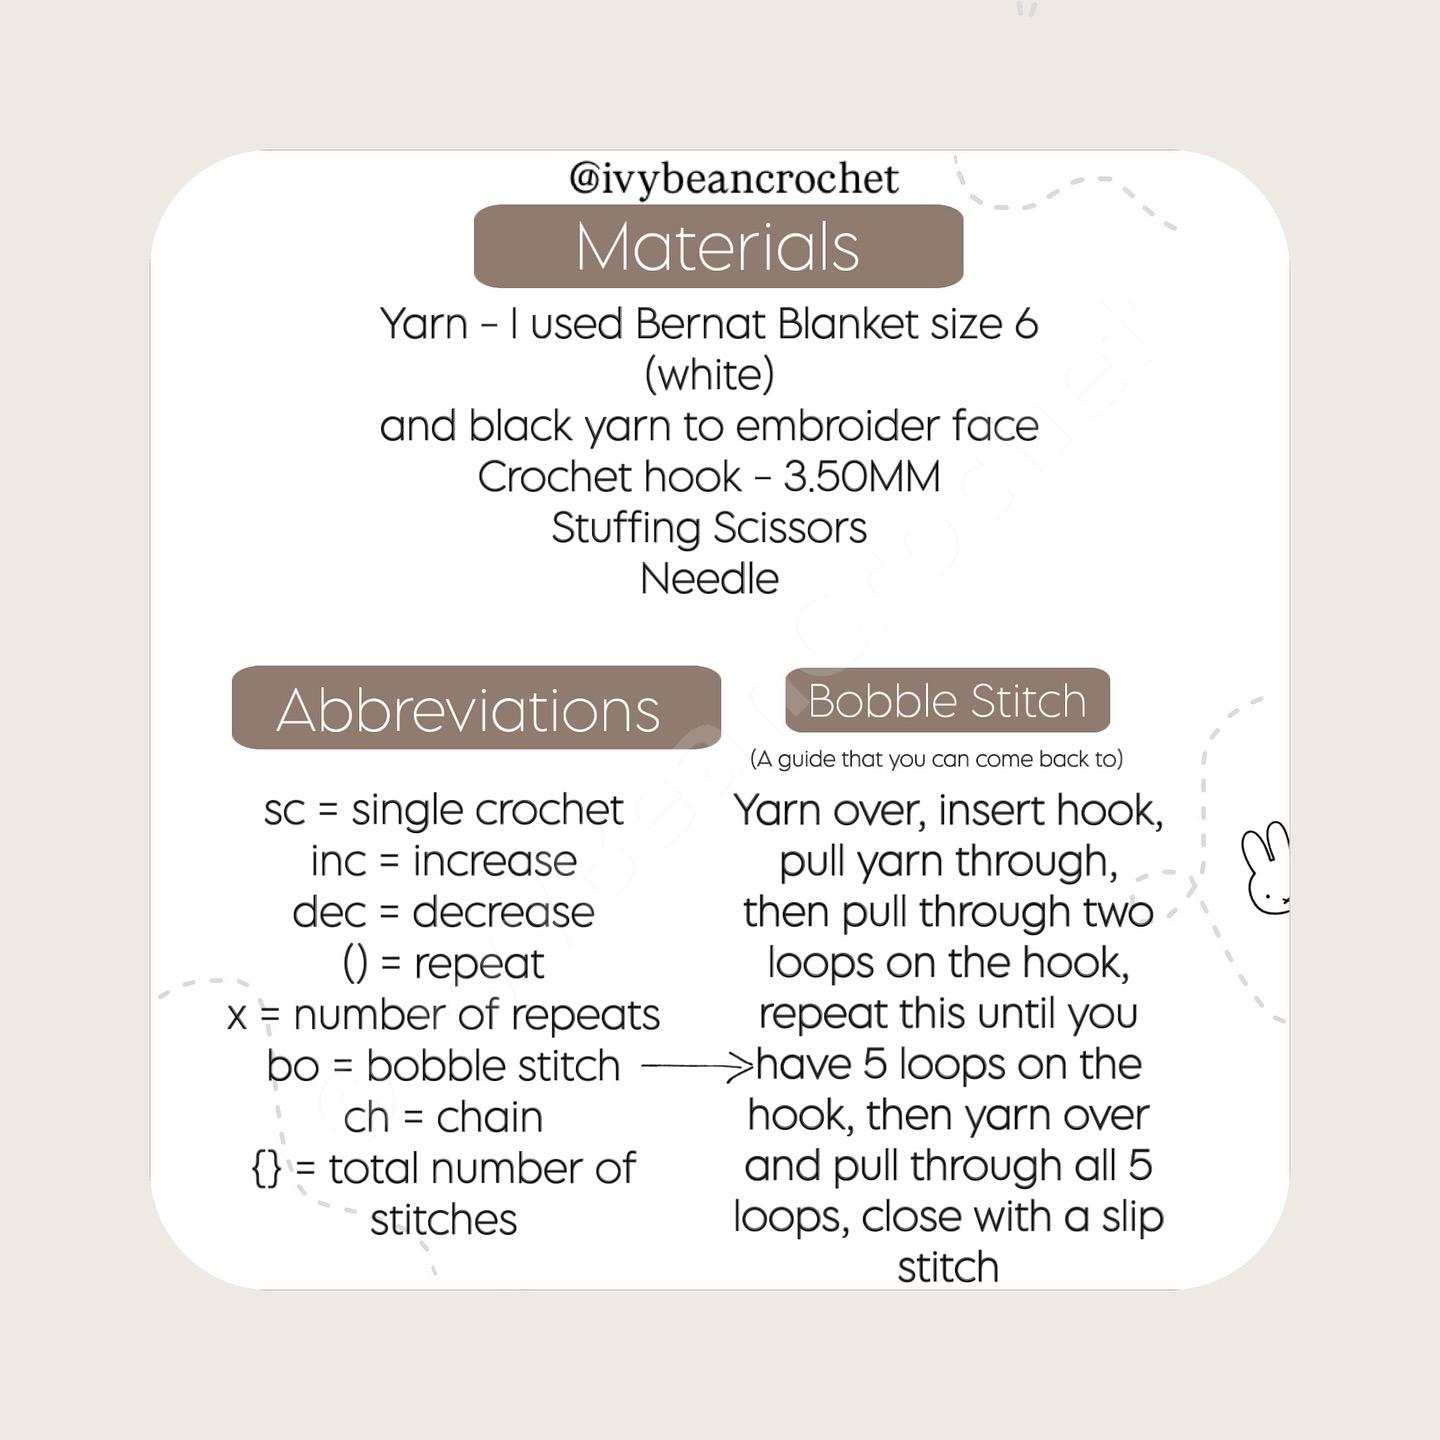 @ivybeancrochet
Materials
Yarn - I used Bernat Blanket size 6
(white)
and black yarn to embroider face
Crochet hook - 3.50MM
Stuffing Scissors
Needle
Abbreviations
sc = single crochet
inc = increase
dec = decrease
() = repeat
x = number of repeats
bo = bobble stitch
ch = chain
{} = total number of
stitches
Bobble Stitch
(A guide that you can come back to)
Yarn over, insert hook,
pull yarn through,
then pull through two
loops on the hook,
repeat this until you
have 5 loops on the
hook, then yarn over
and pull through all 5
loops, close with a slip
stitch